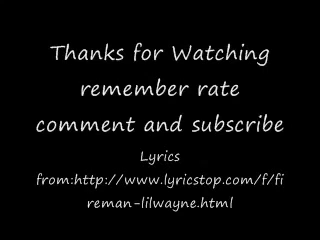 Thanks for Watching
remember rate
comment and subscribe
Lyrics
from:http://www.lyricstop.com/f/fi
reman-lilwayne.html